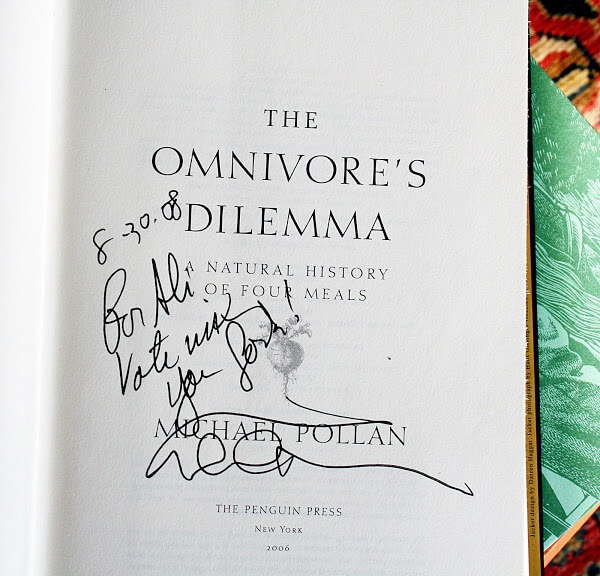 THE
OMNIVORE'S
DILEMMA
A NATURAL HISTORY
OF FOUR MEALS
8-30.08
For Ali
Vote with
your fork!
MICHAEL POLLAN
THE PENGUIN PRESS
NEW YORK
2006